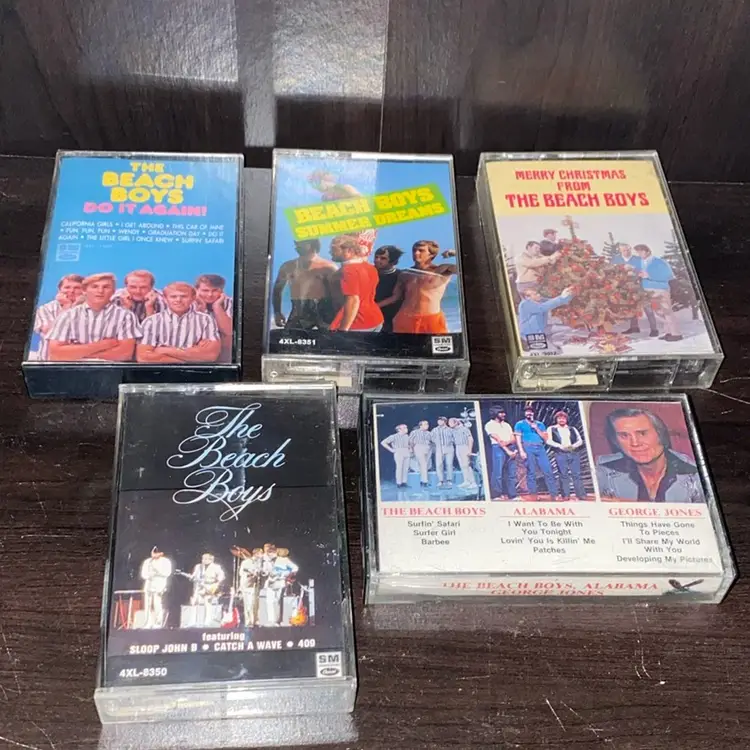 THE
BEACH
BOYS
DO IT AGAIN!
CALIFORNIA GIRLS • I GET AROUND • THIS CAR OF MINE
• FUN, FUN, FUN • WENDY • GRADUATION DAY • DO IT
AGAIN • THE LITTLE GIRL I ONCE KNEW • SURFIN' SAFARI
BEACH BOYS
SUMMER DREAMS
4XL-8351
SM
MERRY CHRISTMAS
FROM
THE BEACH BOYS
SM
The
Beach
Boys
featuring
SLOOP JOHN B • CATCH A WAVE • 409
4XL-8350
SM
THE BEACH BOYS
Surfin' Safari
Surfer Girl
Barbee
ALABAMA
I Want To Be With
You Tonight
Lovin' You Is Killin' Me
Patches
GEORGE JONES
Things Have Gone
To Pieces
I'll Share My World
With You
Developing My Pictures
THE BEACH BOYS, ALABAMA
GEORGE JONES